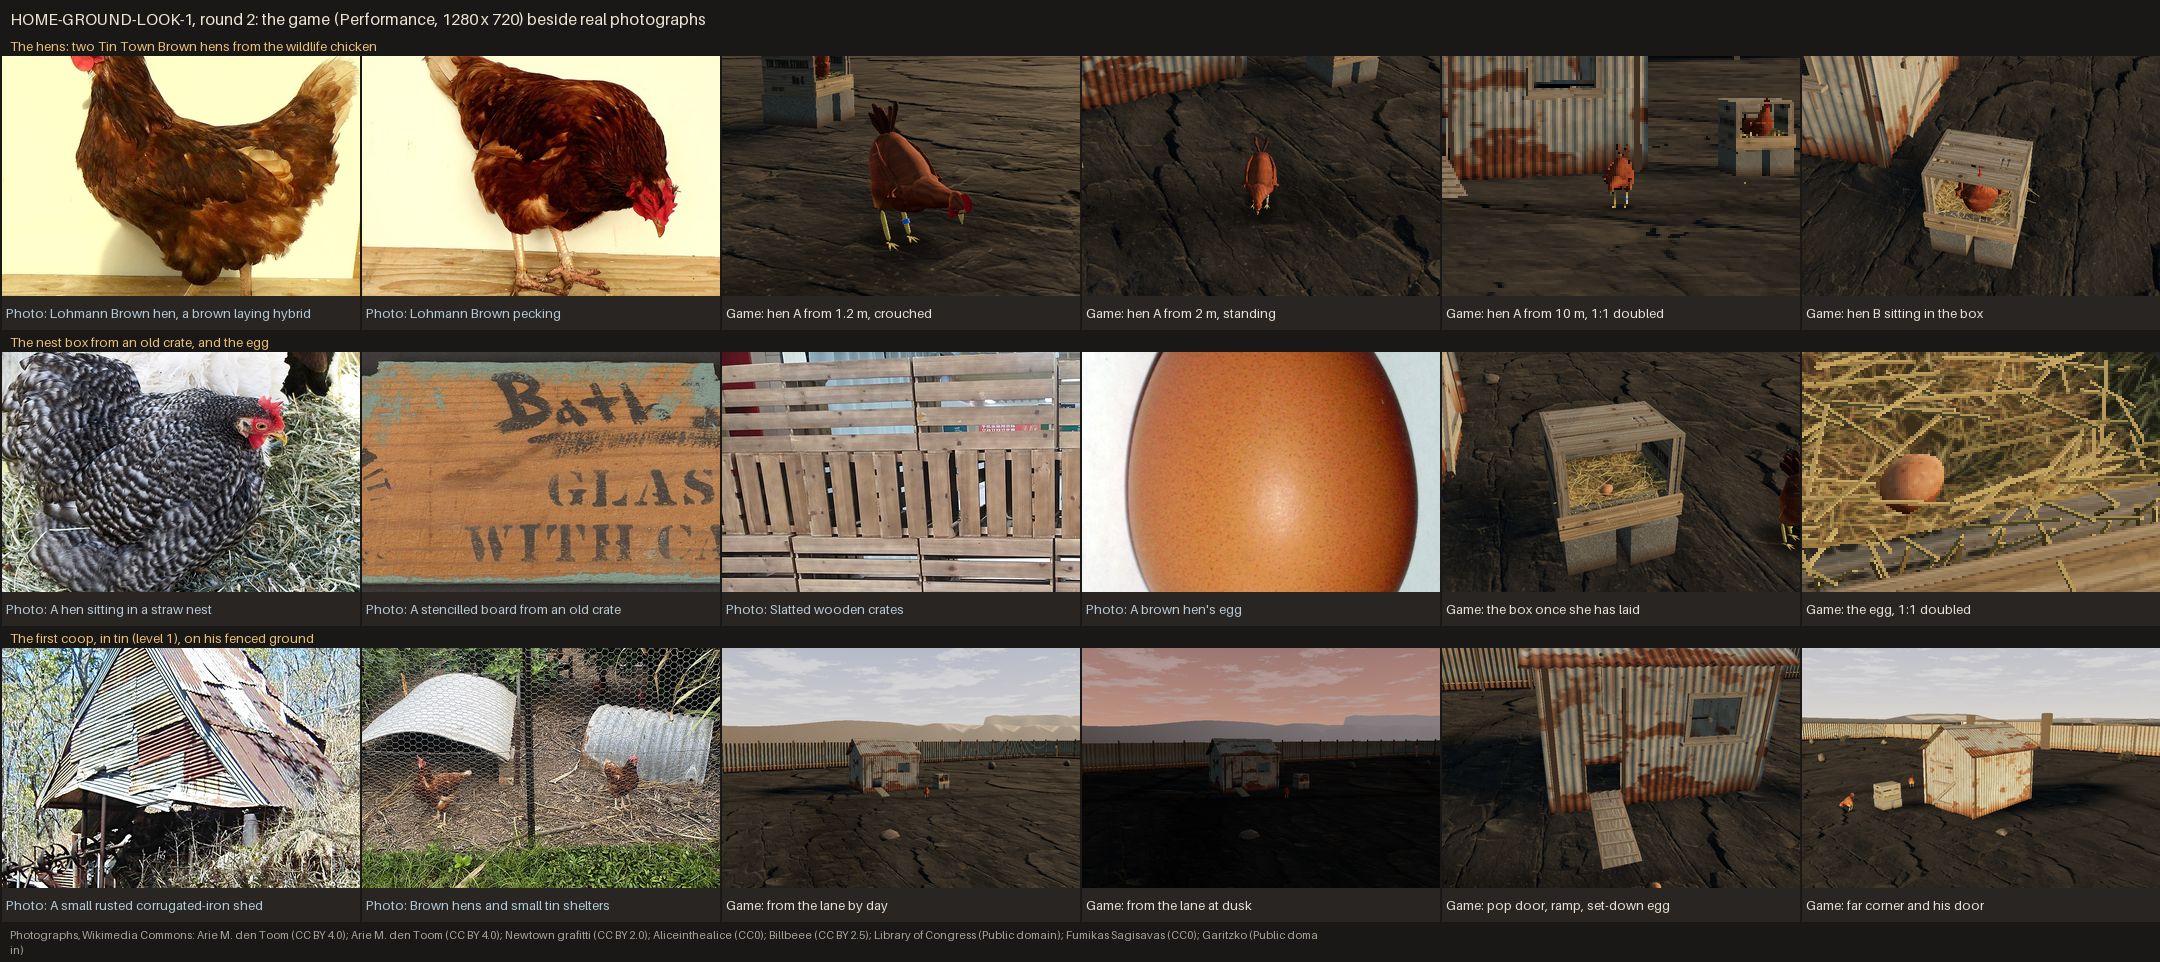 HOME-GROUND-LOOK-1, round 2: the game (Performance, 1280 x 720) beside real photographs
The hens: two Tin Town Brown hens from the wildlife chicken
Photo: Lohmann Brown hen, a brown laying hybrid
Photo: Lohmann Brown pecking
Game: hen A from 1.2 m, crouched
Game: hen A from 2 m, standing
Game: hen A from 10 m, 1:1 doubled
Game: hen B sitting in the box
The nest box from an old crate, and the egg
Bath
GLAS
WITH CA
Photo: A hen sitting in a straw nest
Photo: A stencilled board from an old crate
Photo: Slatted wooden crates
Photo: A brown hen's egg
Game: the box once she has laid
Game: the egg, 1:1 doubled
The first coop, in tin (level 1), on his fenced ground
Photo: A small rusted corrugated-iron shed
Photo: Brown hens and small tin shelters
Game: from the lane by day
Game: from the lane at dusk
Game: pop door, ramp, set-down egg
Game: far corner and his door
Photographs, Wikimedia Commons: Arie M. den Toom (CC BY 4.0); Arie M. den Toom (CC BY 4.0); Newtown grafitti (CC BY 2.0); Aliceinthealice (CC0); Billbeee (CC BY 2.5); Library of Congress (Public domain); Fumikas Sagisavas (CC0); Garitzko (Public doma
in)